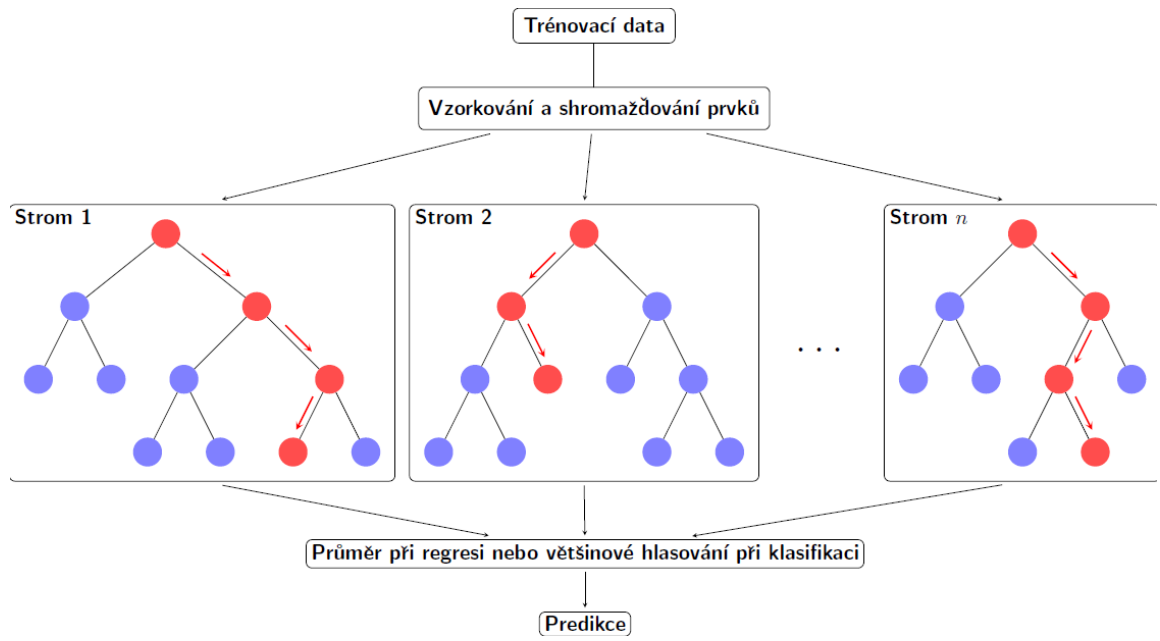 Trénovací data
Vzorkování a shromažďování prvků
Strom 1
Strom 2
Strom n
. . .
Průměr při regresi nebo většinové hlasování při klasifikaci
Predikce